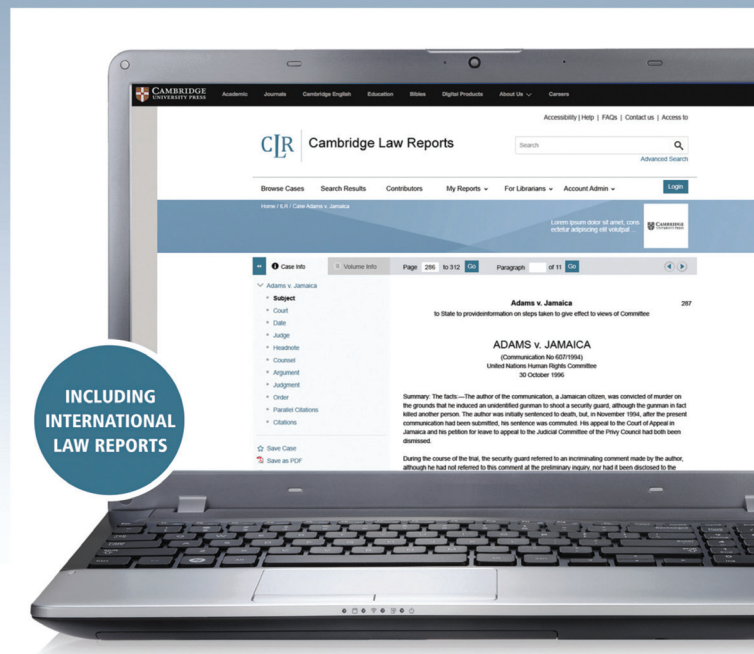 CAMBRIDGE
UNIVERSITY PRESS
Academic Journals Cambridge English Education Bibles Digital Products About Us Careers
Accessibility | Help | FAQs | Contact us | Access to
CLR Cambridge Law Reports
Search
Advanced Search
Browse Cases Search Results Contributors My Reports For Librarians Account Admin Login
Home / ILR / Case Adams v. Jamaica
Lorem ipsum dolor sit amet, cons
ectetur adipiscing elit volutpat ...
CAMBRIDGE
UNIVERSITY PRESS
Case Info Volume Info Page 286 to 312 Go Paragraph of 11 Go
Adams v. Jamaica
Subject
Court
Date
Judge
Headnote
Counsel
Argument
Judgment
Order
Parallel Citations
Citations
Save Case
Save as PDF
Adams v. Jamaica 287
to State to provideinformation on steps taken to give effect to views of Committee
ADAMS v. JAMAICA
(Communication No 607/1994)
United Nations Human Rights Committee
30 October 1996
Summary: The facts:—The author of the communication, a Jamaican citizen, was convicted of murder on
the grounds that he induced an unidentified gunman to shoot a security guard, although the gunman in fact
killed another person. The author was initially sentenced to death, but, in November 1994, after the present
communication had been submitted, his sentence was commuted. His appeal to the Court of Appeal in
Jamaica and his petition for leave to appeal to the Judicial Committee of the Privy Council had both been
dismissed.
During the course of the trial, the security guard referred to an incriminating comment made by the author,
although he had not referred to this comment at the preliminary inquiry, nor had it been disclosed to the
INCLUDING
INTERNATIONAL
LAW REPORTS